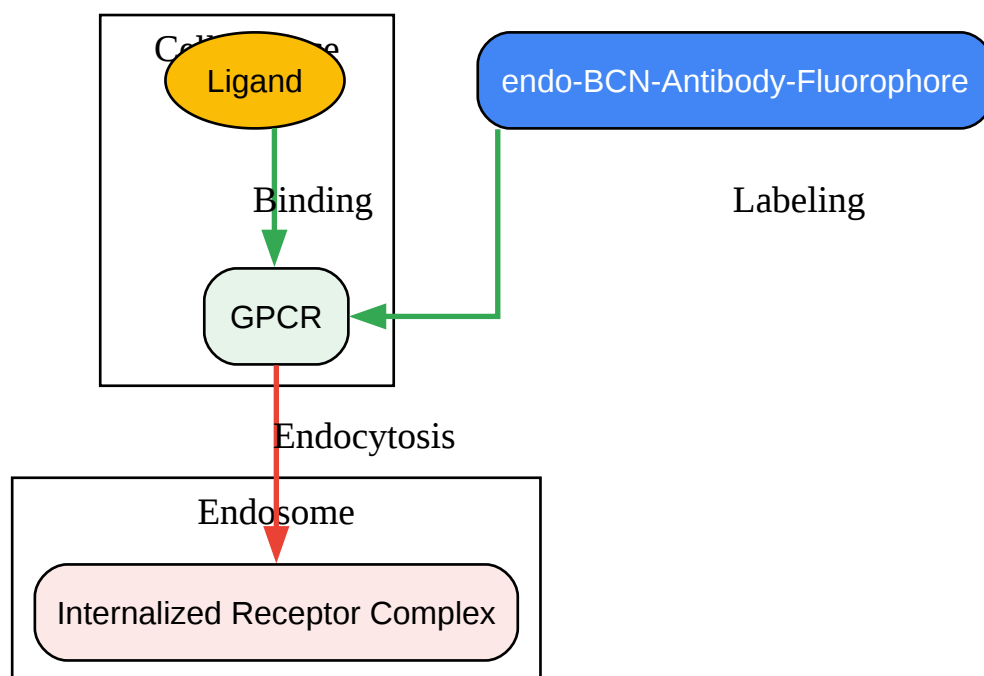 Ligand
endo-BCN-Antibody-Fluorophore
Binding
Labeling
GPCR
Endocytosis
Endosome
Internalized Receptor Complex